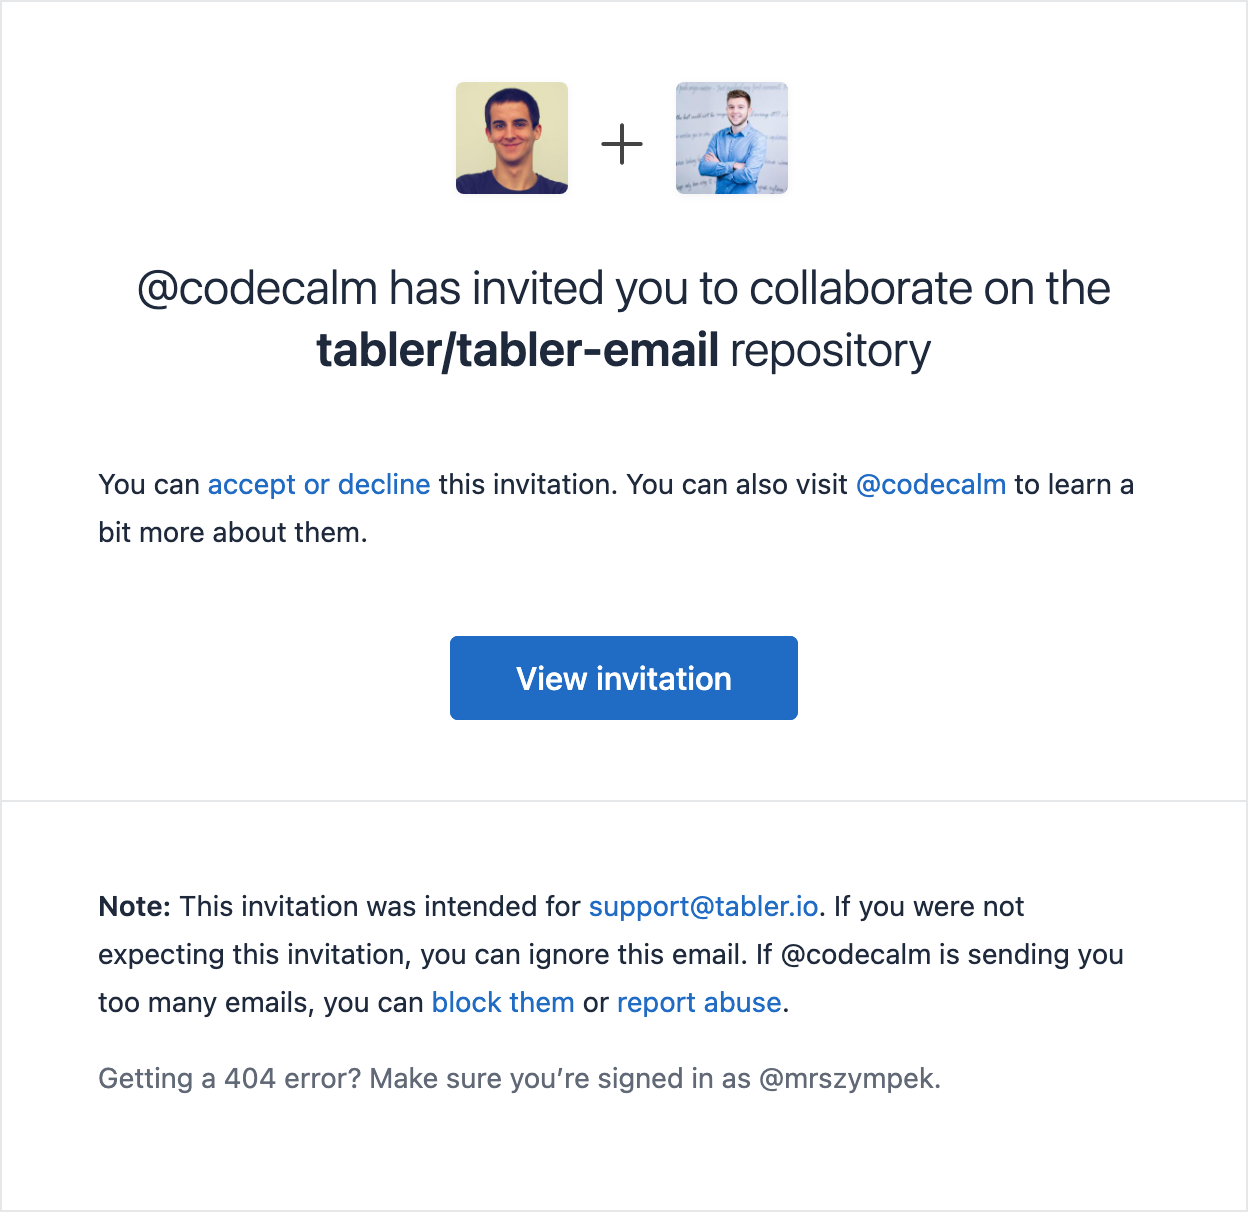 @codecalm has invited you to collaborate on the
tabler/tabler-email repository
You can accept or decline this invitation. You can also visit @codecalm to learn a
bit more about them.
View invitation
Note: This invitation was intended for support@tabler.io. If you were not
expecting this invitation, you can ignore this email. If @codecalm is sending you
too many emails, you can block them or report abuse.
Getting a 404 error? Make sure you’re signed in as @mrszympek.